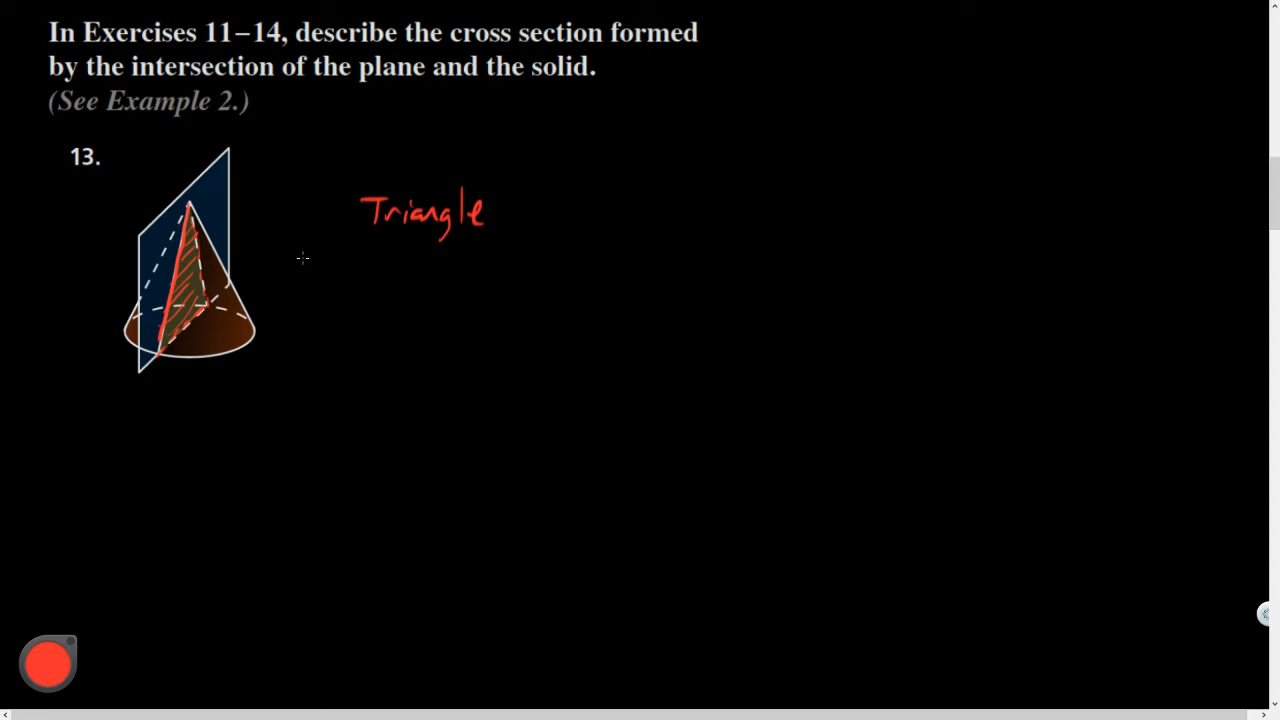 In Exercises 11–14, describe the cross section formed
by the intersection of the plane and the solid.
(See Example 2.)
13.
Triangle